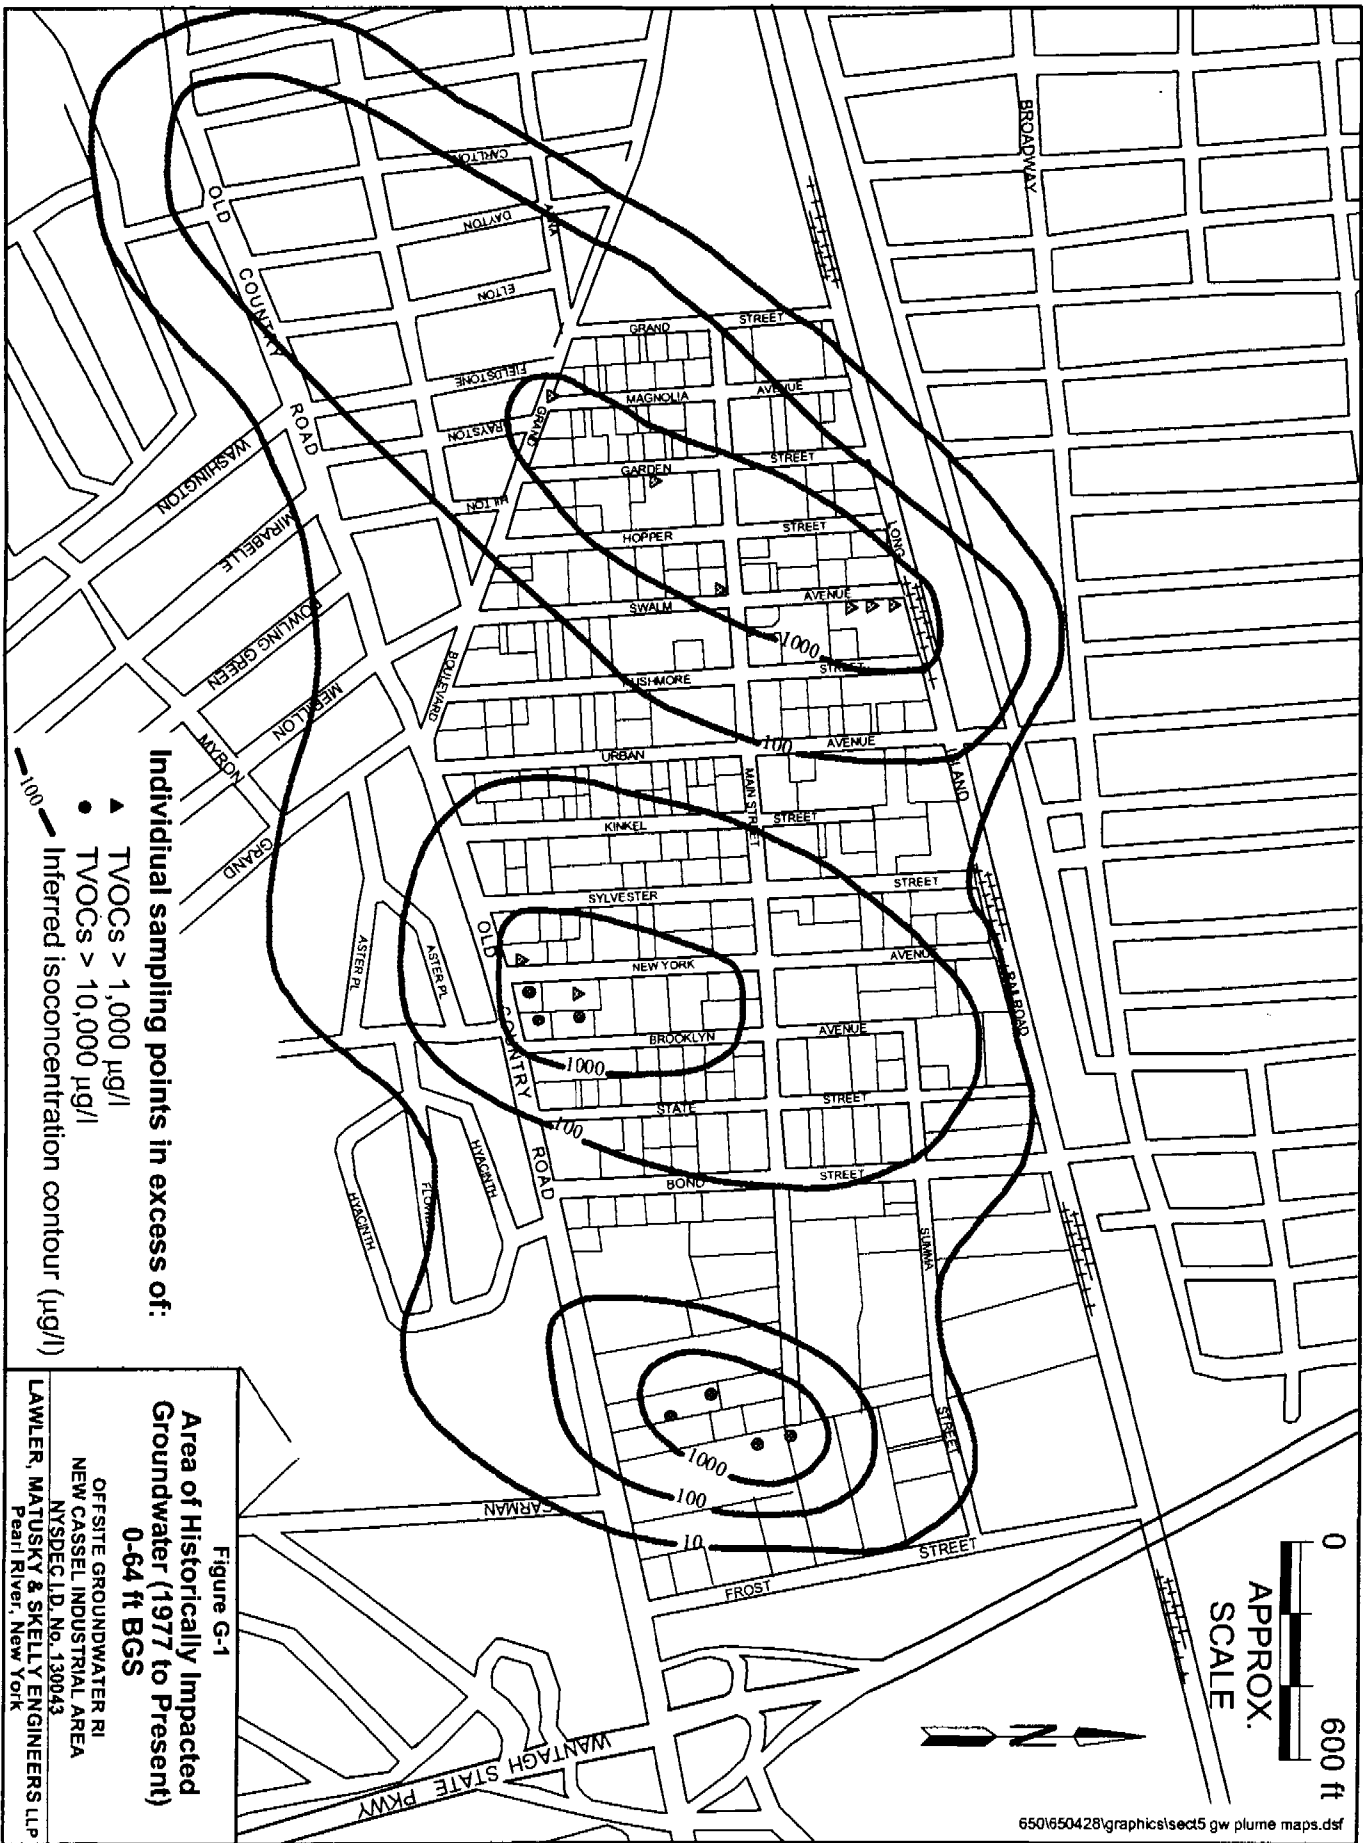 BROADWAY
CARLTON
DAYTON
ELTON
FIELDSTONE
RAYSTON
HILTON
GRAND
STREET
MAGNOLIA
AVENUE
GARDEN
STREET
HOPPER
STREET
SWALM
AVENUE
RUSHMORE
STREET
URBAN
AVENUE
MAIN STREET
KINKEL
STREET
SYLVESTER
STREET
NEW YORK
AVENUE
BROOKLYN
AVENUE
STATE
STREET
BOND
STREET
SUMMA
STREET
FROST
STREET
LONG
ISLAND
RAILROAD
GRAND
BOULEVARD
OLD
COUNTRY
ROAD
OLD
COUNTRY
ROAD
WASHINGTON
MIRABELLE
BOWLING GREEN
MERILLON
MYRON
GRAND
ASTER PL
ASTER PL
HYACINTH
HYACINTH
CARMAN
WANTAGH STATE PKWY
1000
100
1000
100
1000
100
10
0
600 ft
APPROX.
SCALE
N
Individiual sampling points in excess of:
▲ TVOCs > 1,000 µg/l
● TVOCs > 10,000 µg/l
100 Inferred isoconcentration contour (µg/l)
Figure G-1
Area of Historically Impacted
Groundwater (1977 to Present)
0-64 ft BGS
OFFSITE GROUNDWATER RI
NEW CASSEL INDUSTRIAL AREA
NYSDEC I.D. No. 130043
LAWLER, MATUSKY & SKELLY ENGINEERS LLP
Pearl River, New York
650\650428\graphics\sect5 gw plume maps.dsf